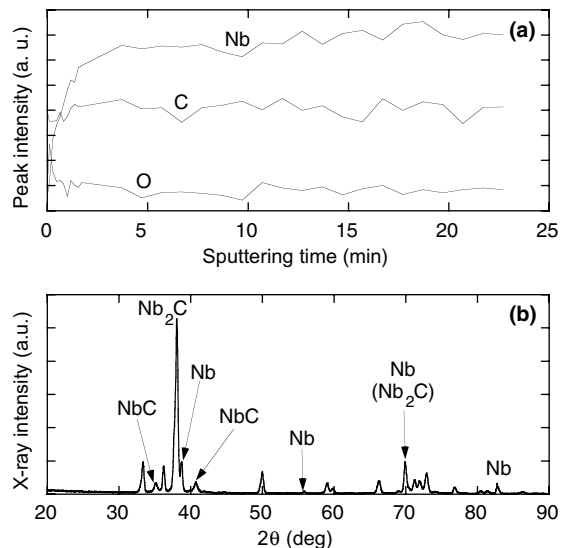 (a)
Nb
C
O
Peak intensity (a. u.)
0 5 10 15 20 25
Sputtering time (min)
(b)
Nb₂C
Nb
NbC
NbC
Nb
Nb
(Nb₂C)
Nb
X-ray intensity (a.u.)
20 30 40 50 60 70 80 90
2θ (deg)